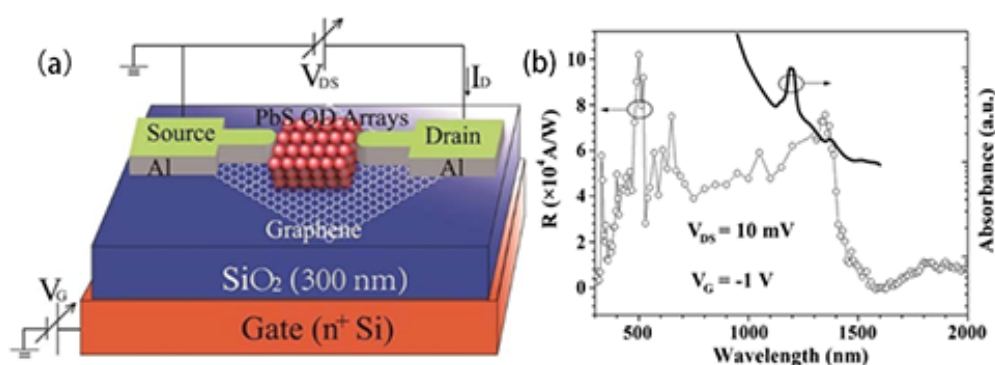 (a)
V_DS
I_D
PbS QD Arrays
Source
Drain
Al
Al
Graphene
SiO₂ (300 nm)
V_G
Gate (n⁺ Si)
(b)
R (×10⁴ A/W)
10
8
6
4
2
0
V_DS = 10 mV
V_G = -1 V
500
1000
1500
2000
Wavelength (nm)
Absorbance (a.u.)